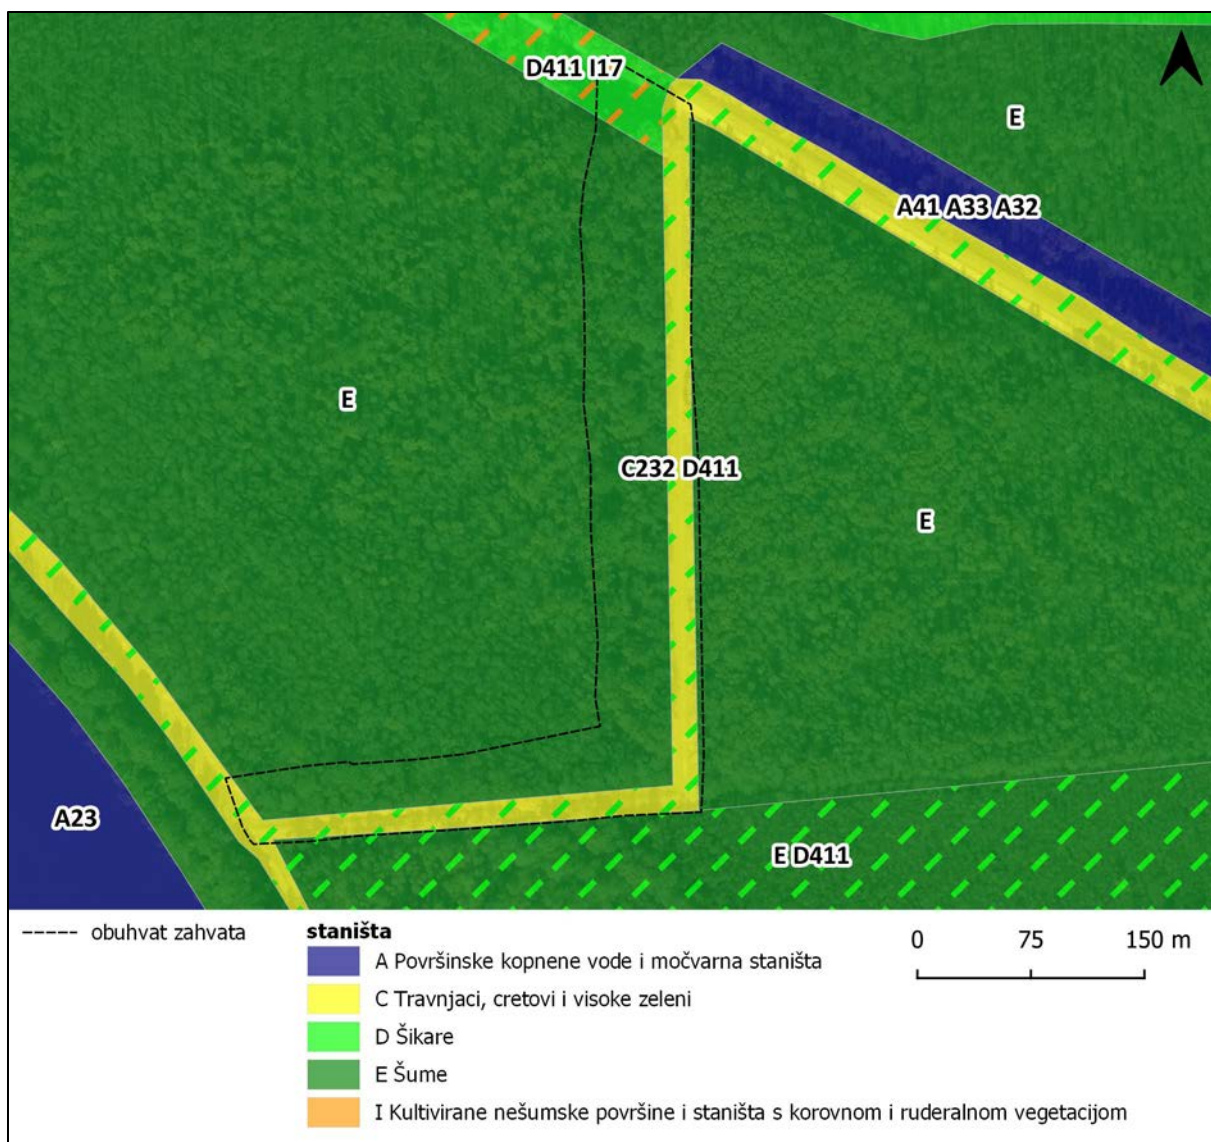 D411 I17
E
A41 A33 A32
E
C232 D411
E
A23
E D411
obuhvat zahvata
staništa
A Površinske kopnene vode i močvarna staništa
C Travnjaci, cretovi i visoke zeleni
D Šikare
E Šume
I Kultivirane nešumske površine i staništa s korovnom i ruderalnom vegetacijom
0 75 150 m